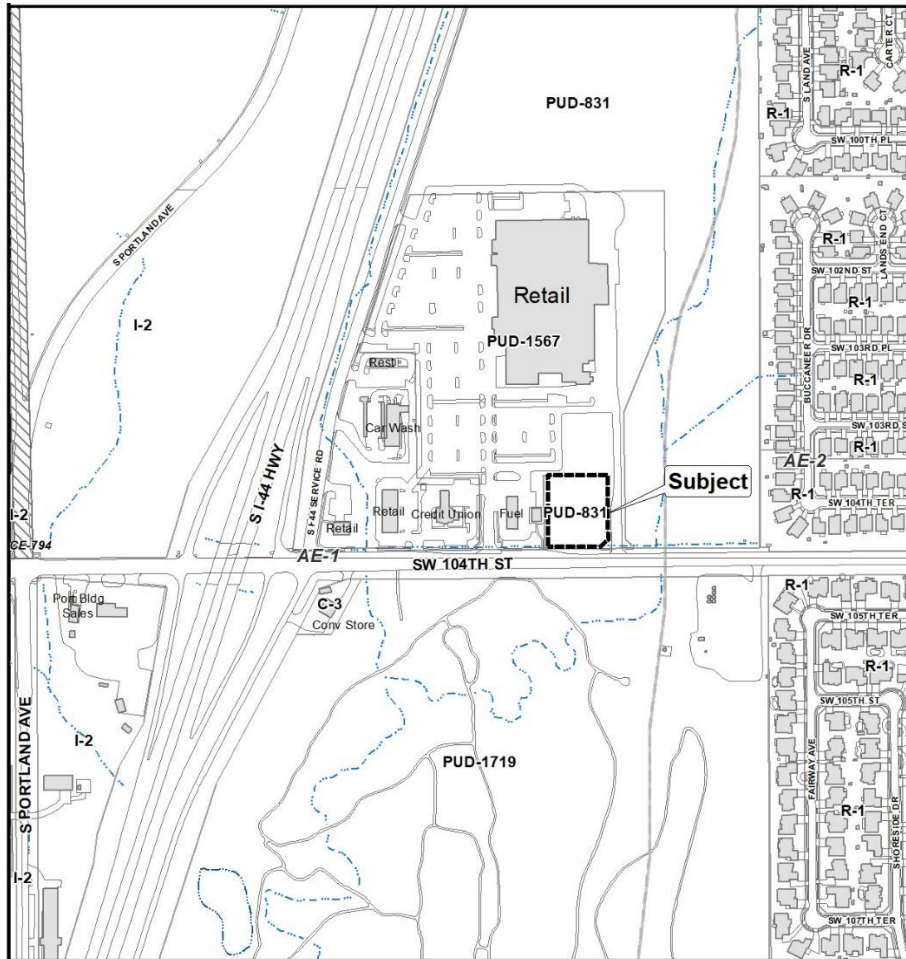 S LAND AVE
CARTER CT
R-1
PUD-831
R-1
SW 100TH PL
S PORTLAND AVE
LANDS END CT
R-1
SW 102ND ST
I-2
Retail
R-1
PUD-1567
SW 103RD PL
BUCCANEER DR
Rest
R-1
Car Wash
SW 103RD S
R-1
S I-44 HWY
S I-44 SERVICE RD
AE-2
Subject
R-1
SW 104TH TER
Retail
Retail
Credit Union
Fuel
PUD-831
I-2
CE-794
AE-1
SW 104TH ST
R-1
Port Bldg
Sales
C-3
Conv Store
SW 105TH TER
R-1
SW 105TH ST
S PORTLAND AVE
I-2
PUD-1719
FAIRWAY AVE
R-1
SHORESIDE DR
I-2
SW 107TH TER